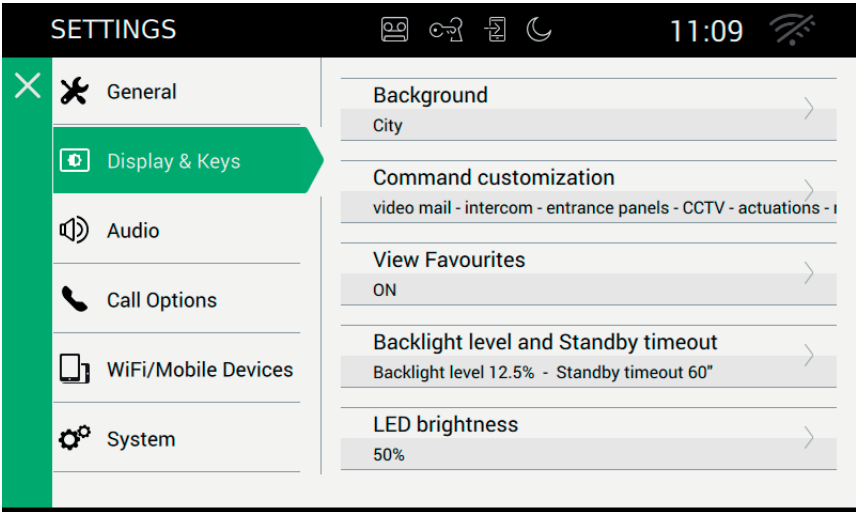 SETTINGS
11:09
General
Display & Keys
Audio
Call Options
WiFi/Mobile Devices
System
Background
City
Command customization
video mail - intercom - entrance panels - CCTV - actuations -
View Favourites
ON
Backlight level and Standby timeout
Backlight level 12.5% - Standby timeout 60”
LED brightness
50%